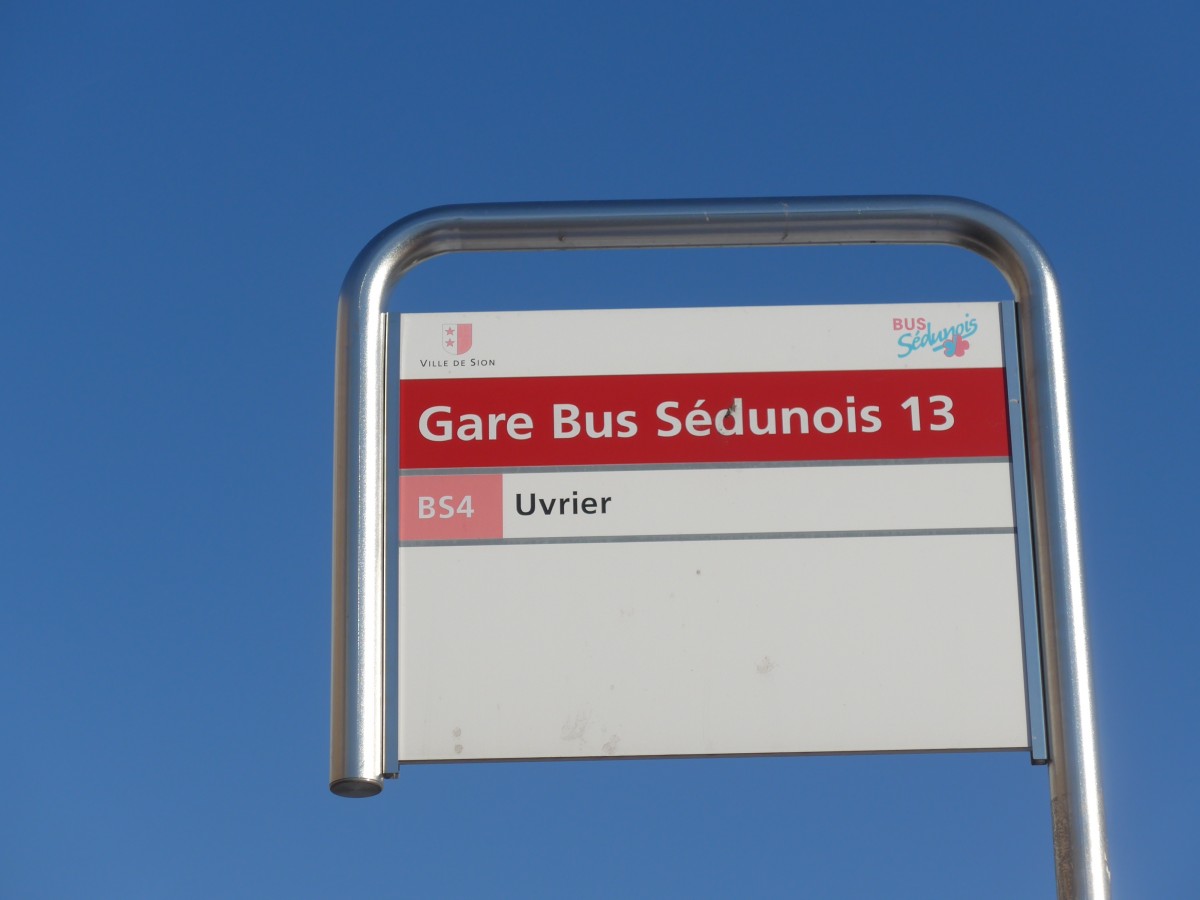 VILLE DE SION
BUS
Sédunois
Gare Bus Sédunois 13
BS4 Uvrier